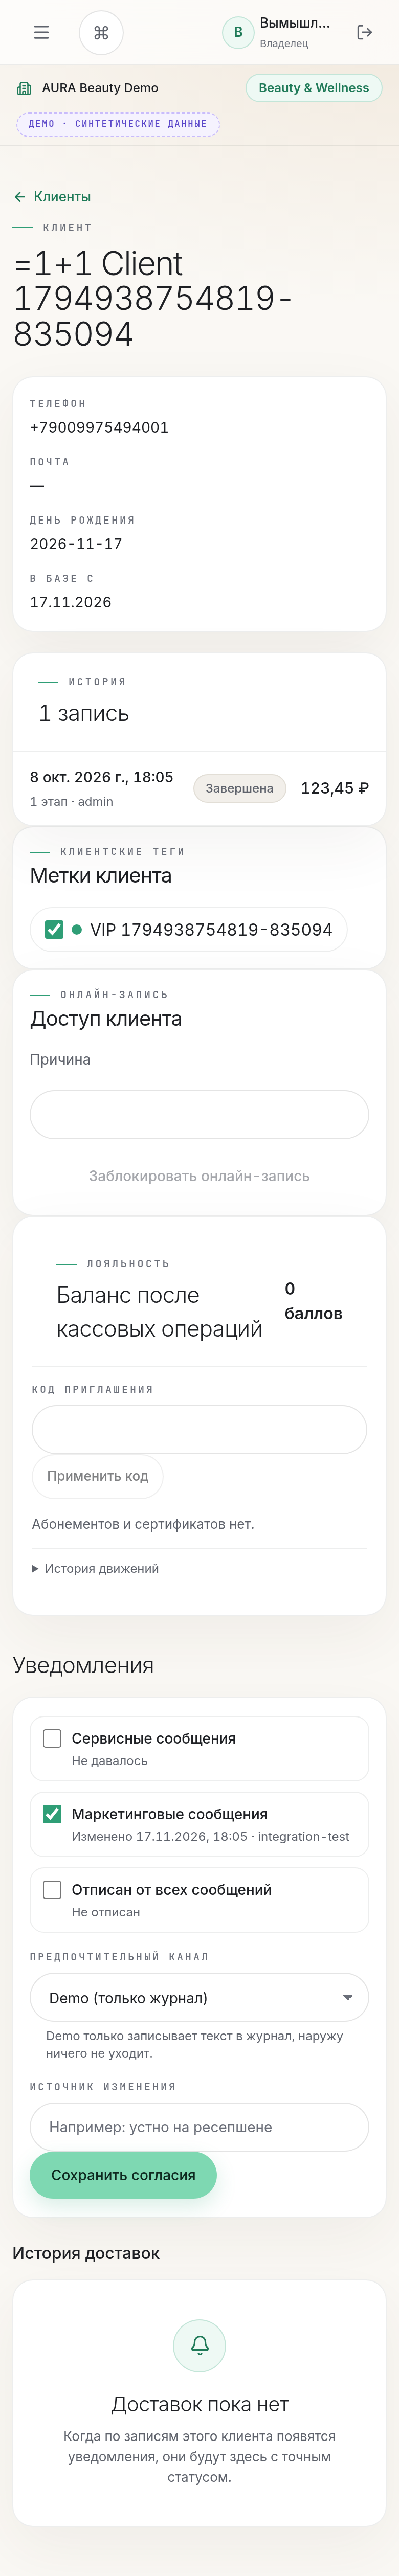 В
Вымышл...
Владелец
AURA Beauty Demo
Beauty & Wellness
ДЕМО · СИНТЕТИЧЕСКИЕ ДАННЫЕ
← Клиенты
КЛИЕНТ
=1+1 Client
1794938754819-
835094
ТЕЛЕФОН
+79009975494001
ПОЧТА
—
ДЕНЬ РОЖДЕНИЯ
2026-11-17
В БАЗЕ С
17.11.2026
ИСТОРИЯ
1 запись
8 окт. 2026 г., 18:05
1 этап · admin
Завершена
123,45 ₽
КЛИЕНТСКИЕ ТЕГИ
Метки клиента
VIP 1794938754819-835094
ОНЛАЙН-ЗАПИСЬ
Доступ клиента
Причина
Заблокировать онлайн-запись
ЛОЯЛЬНОСТЬ
Баланс после
кассовых операций
0
баллов
КОД ПРИГЛАШЕНИЯ
Применить код
Абонементов и сертификатов нет.
История движений
Уведомления
Сервисные сообщения
Не давалось
Маркетинговые сообщения
Изменено 17.11.2026, 18:05 · integration-test
Отписан от всех сообщений
Не отписан
ПРЕДПОЧТИТЕЛЬНЫЙ КАНАЛ
Demo (только журнал)
Demo только записывает текст в журнал, наружу
ничего не уходит.
ИСТОЧНИК ИЗМЕНЕНИЯ
Например: устно на ресепшене
Сохранить согласия
История доставок
Доставок пока нет
Когда по записям этого клиента появятся
уведомления, они будут здесь с точным
статусом.